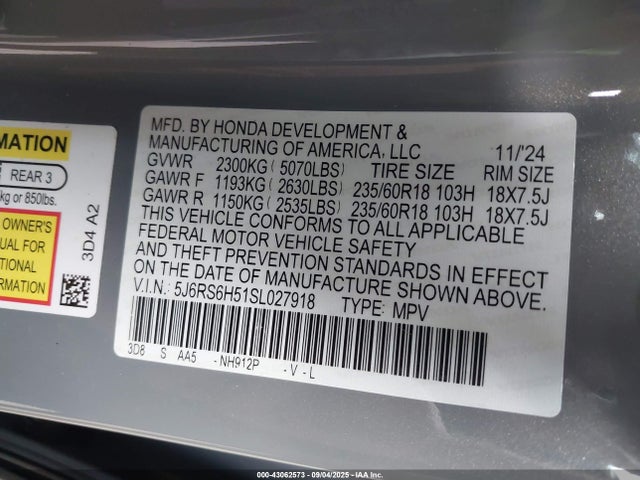 RMATION
REAR 3
kg or 850lbs.
OWNER'S
UAL FOR
TIONAL
RMATION
3D4 A2
MFD. BY HONDA DEVELOPMENT &
MANUFACTURING OF AMERICA, LLC 11/'24
GVWR 2300KG ( 5070LBS) TIRE SIZE RIM SIZE
GAWR F 1193KG ( 2630LBS) 235/60R18 103H 18X7.5J
GAWR R 1150KG ( 2535LBS) 235/60R18 103H 18X7.5J
THIS VEHICLE CONFORMS TO ALL APPLICABLE
FEDERAL MOTOR VEHICLE SAFETY
AND THEFT PREVENTION STANDARDS IN EFFECT
ON THE DATE OF MANUFACTURE SHOWN ABOVE.
V.I.N.: 5J6RS6H51SL027918 TYPE: MPV
3D8 S AA5 -NH912P -V-L
000-43062573 - 09/04/2025 - IAAI, Inc.